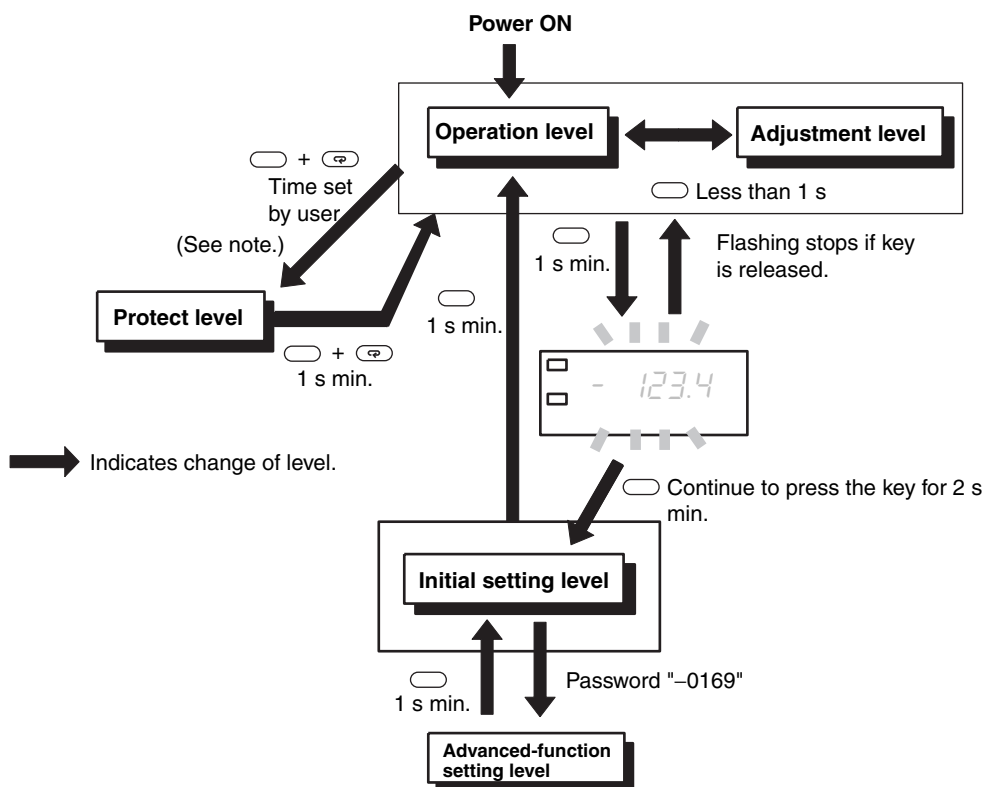 Power ON
Operation level
Adjustment level
+
Time set
by user
(See note.)
Less than 1 s
1 s min.
Flashing stops if key
is released.
Protect level
1 s min.
+
1 s min.
- 123.4
Indicates change of level.
Continue to press the key for 2 s
min.
Initial setting level
1 s min.
Password "–0169"
Advanced-function
setting level